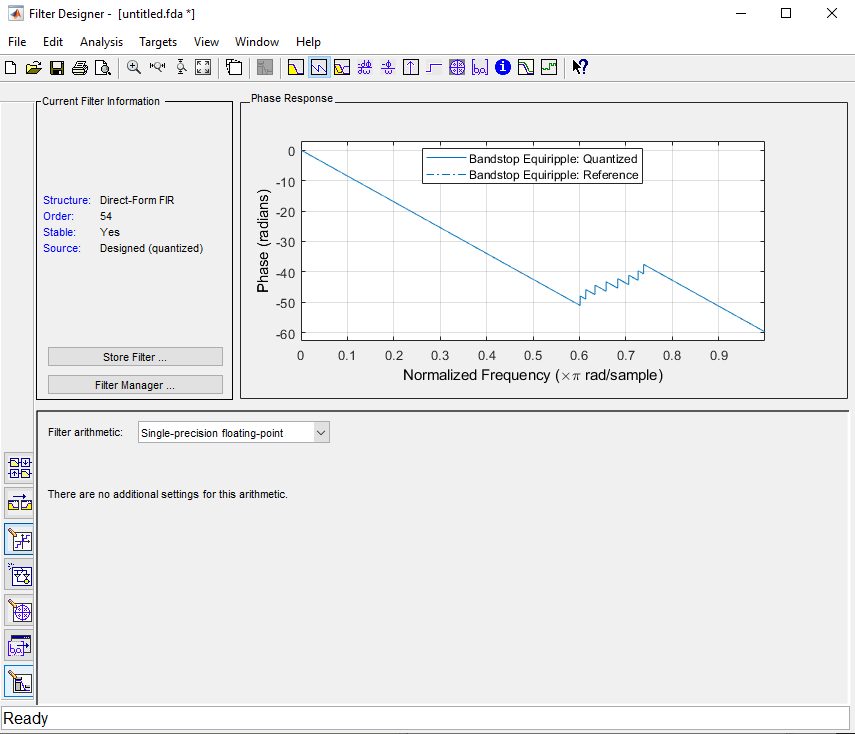 Filter Designer - [untitled.fda *]
File Edit Analysis Targets View Window Help
Current Filter Information
Structure: Direct-Form FIR
Order: 54
Stable: Yes
Source: Designed (quantized)
Store Filter ...
Filter Manager ...
Phase Response
Bandstop Equiripple: Quantized
Bandstop Equiripple: Reference
Phase (radians)
0
-10
-20
-30
-40
-50
-60
0 0.1 0.2 0.3 0.4 0.5 0.6 0.7 0.8 0.9
Normalized Frequency (×π rad/sample)
Filter arithmetic: Single-precision floating-point
There are no additional settings for this arithmetic.
Ready